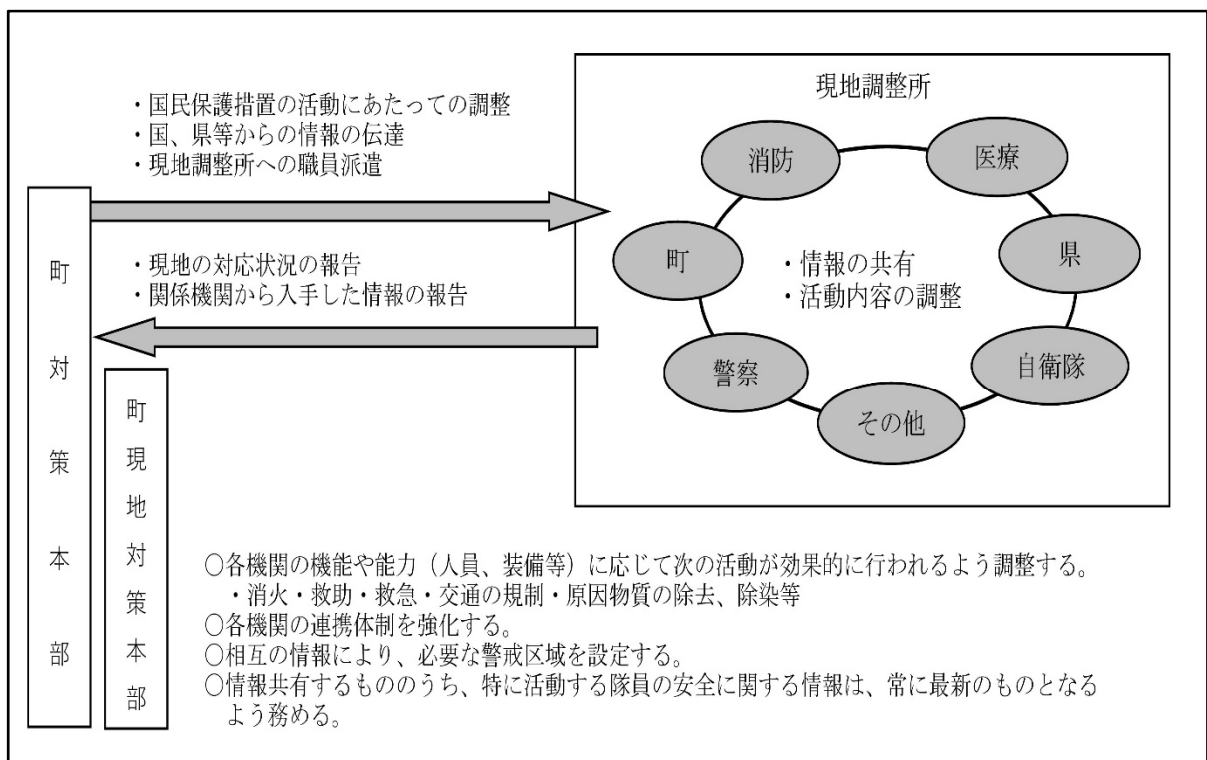 ・国民保護措置の活動にあたっての調整
・国、県等からの情報の伝達
・現地調整所への職員派遣
・現地の対応状況の報告
・関係機関から入手した情報の報告
町対策本部
町現地対策本部
現地調整所
消防
医療
町
県
・情報の共有
・活動内容の調整
警察
自衛隊
その他
○各機関の機能や能力（人員、装備等）に応じて次の活動が効果的に行われるよう調整する。
・消火・救助・救急・交通の規制・原因物質の除去、除染等
○各機関の連携体制を強化する。
○相互の情報により、必要な警戒区域を設定する。
○情報共有するもののうち、特に活動する隊員の安全に関する情報は、常に最新のものとなる
よう務める。